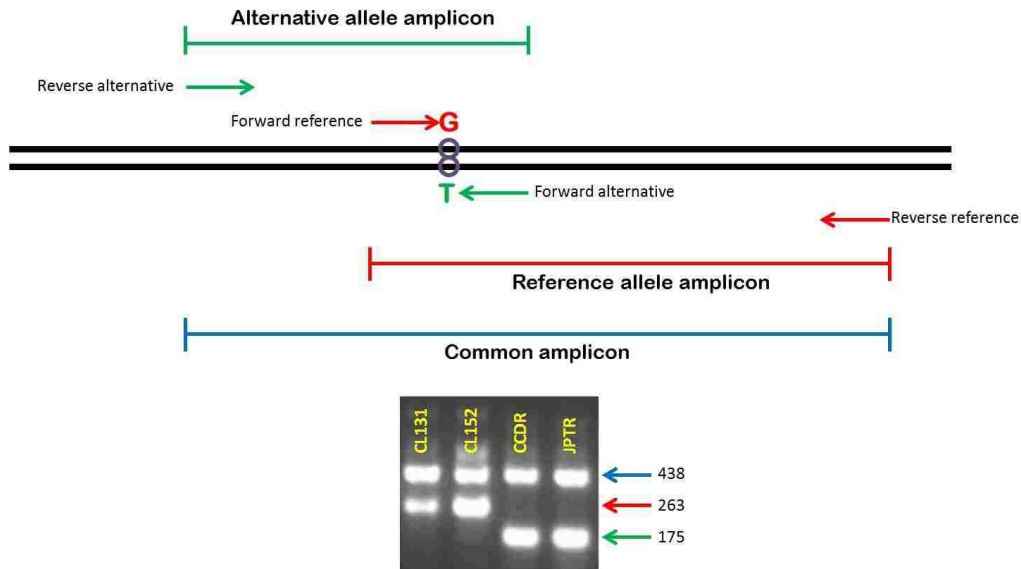 Alternative allele amplicon
Reverse alternative
Forward reference
G
T
Forward alternative
Reverse reference
Reference allele amplicon
Common amplicon
CL131
CL152
CCDR
JPTR
438
263
175